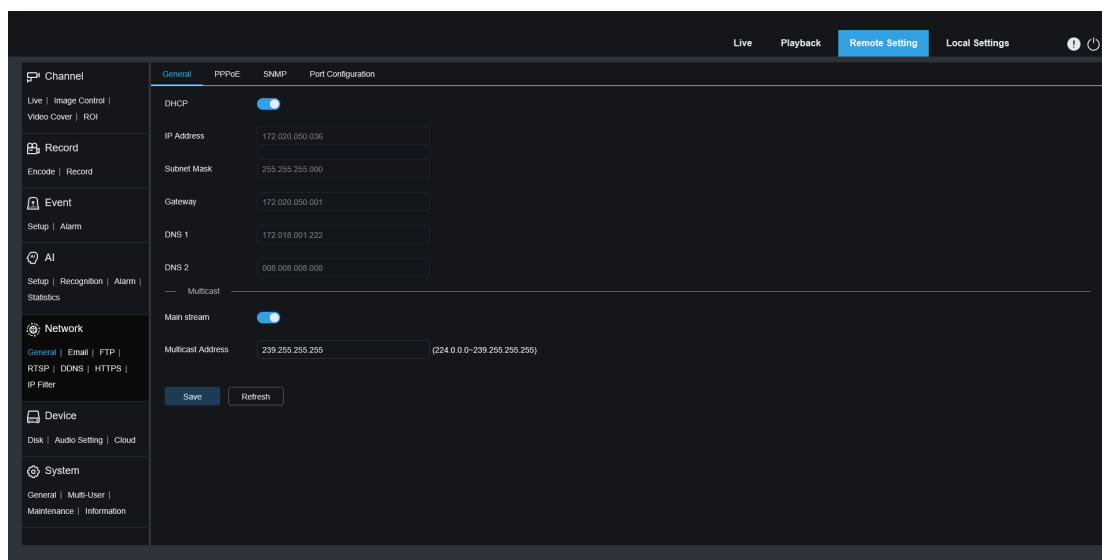 Live Playback Remote Setting Local Settings
Channel
Live | Image Control |
Video Cover | ROI
Record
Encode | Record
Event
Setup | Alarm
AI
Setup | Recognition | Alarm |
Statistics
Network
General | Email | FTP |
RTSP | DDNS | HTTPS |
IP Filter
Device
Disk | Audio Setting | Cloud
System
General | Multi-User |
Maintenance | Information
General PPPoE SNMP Port Configuration
DHCP
IP Address 172.020.050.036
Subnet Mask 255.255.255.000
Gateway 172.020.050.001
DNS 1 172.018.001.222
DNS 2 008.008.008.008
Multicast
Main stream
Multicast Address 239.255.255.255 (224.0.0.0~239.255.255.255)
Save Refresh